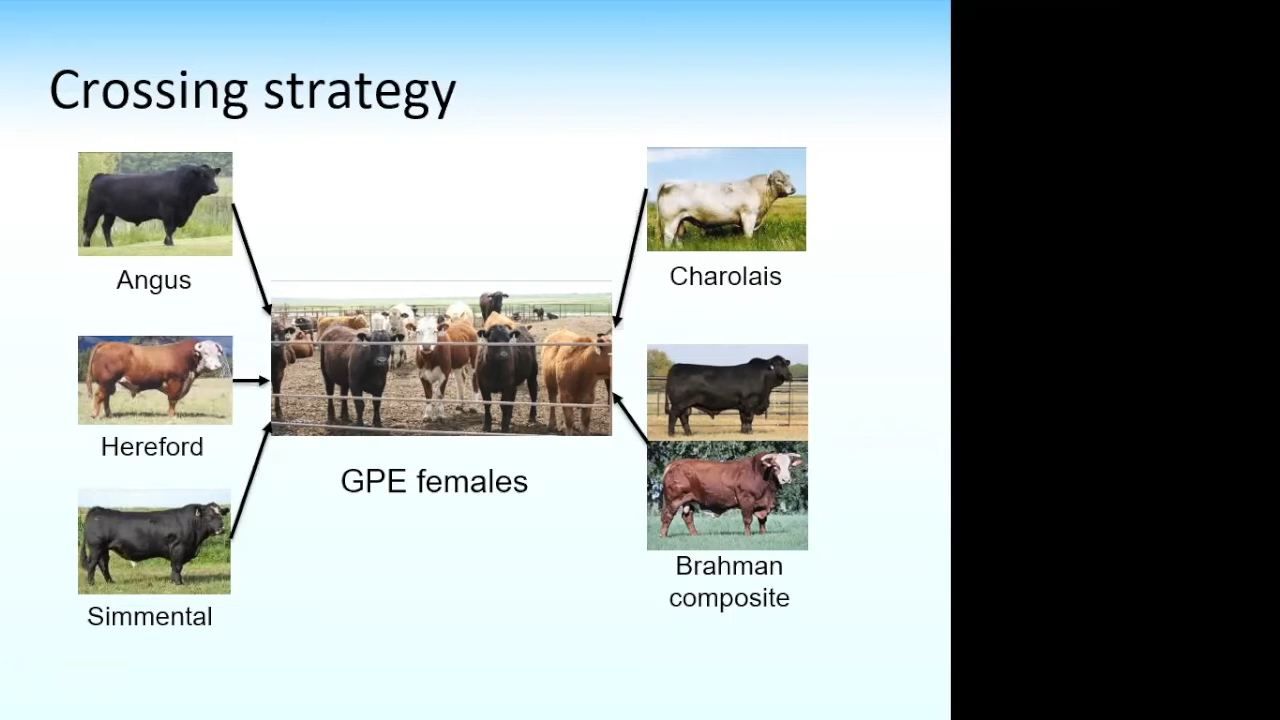 Crossing strategy
Angus
Charolais
Hereford
GPE females
Simmental
Brahman
composite